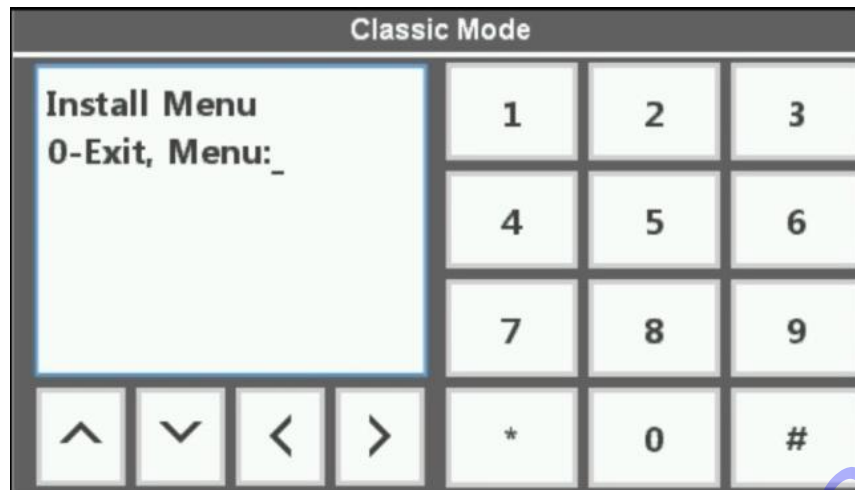 Classic Mode
Install Menu
0-Exit, Menu:_
1 2 3
4 5 6
7 8 9
* 0 #